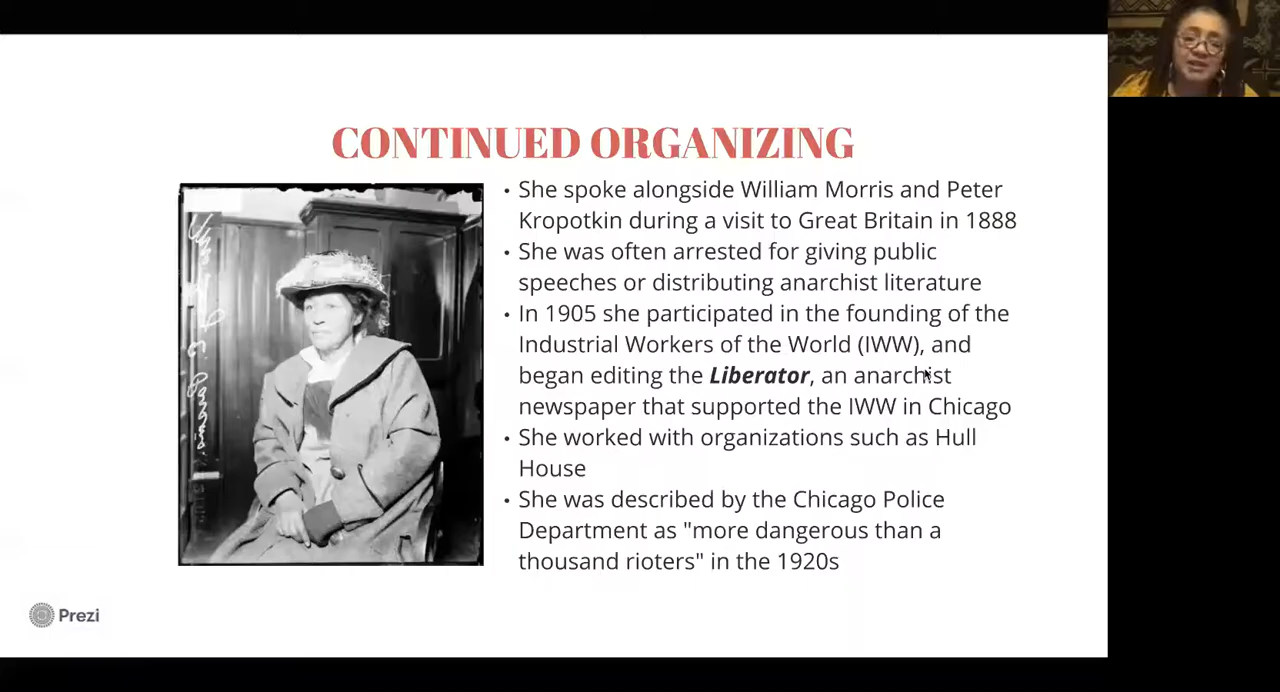 CONTINUED ORGANIZING
• She spoke alongside William Morris and Peter
Kropotkin during a visit to Great Britain in 1888
• She was often arrested for giving public
speeches or distributing anarchist literature
• In 1905 she participated in the founding of the
Industrial Workers of the World (IWW), and
began editing the Liberator, an anarchist
newspaper that supported the IWW in Chicago
• She worked with organizations such as Hull
House
• She was described by the Chicago Police
Department as "more dangerous than a
thousand rioters" in the 1920s
Prezi